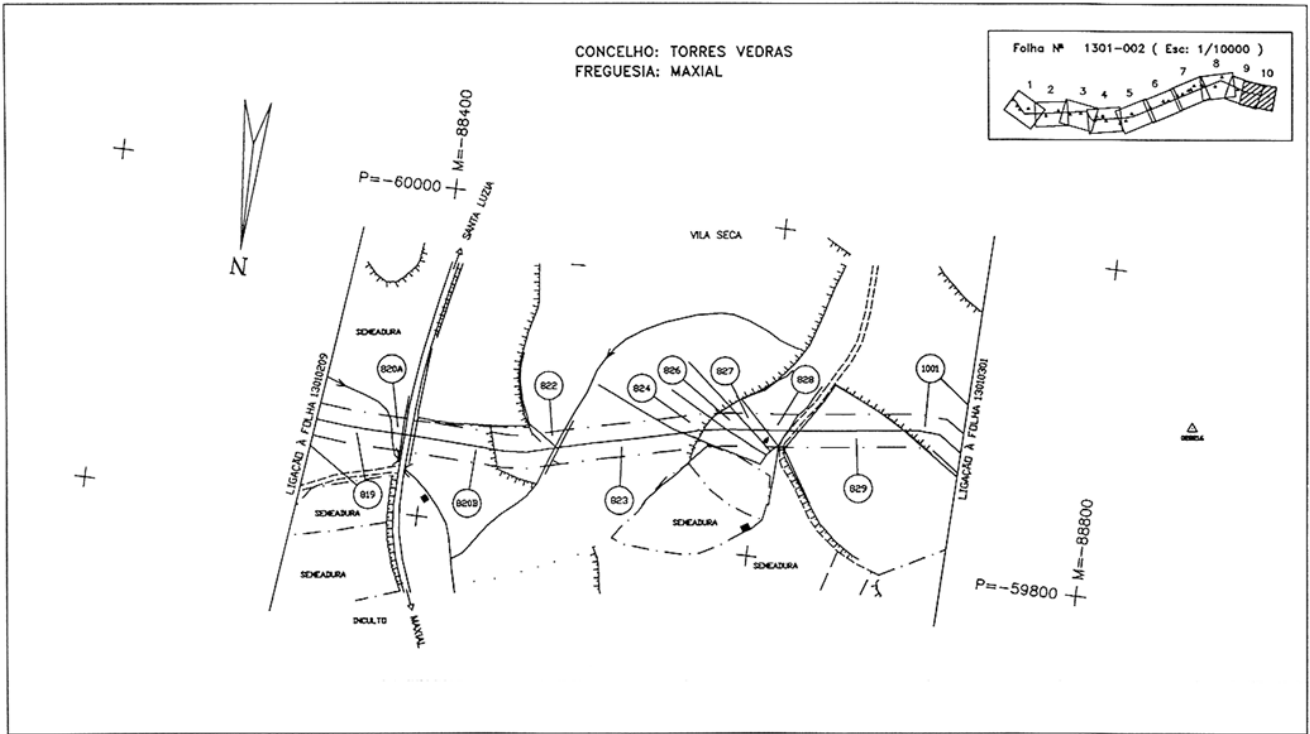 CONCELHO: TORRES VEDRAS
FREGUESIA: MAXIAL
Folha Nº 1301-002 ( Esc: 1/10000 )
1 2 3 4 5 6 7 8 9 10
M=-88400
P=-60000
SANTA LUZIA
N
VILA SECA
LIGAÇÃO À FOLHA 13010209
SEMEADURA
820A
822
824
826
827
828
1001
LIGAÇÃO À FOLHA 13010301
819
820B
823
829
SEMEADURA
SEMEADURA
SEMEADURA
SEMEADURA
INCULTO
MAXIAL
P=-59800
M=-88800